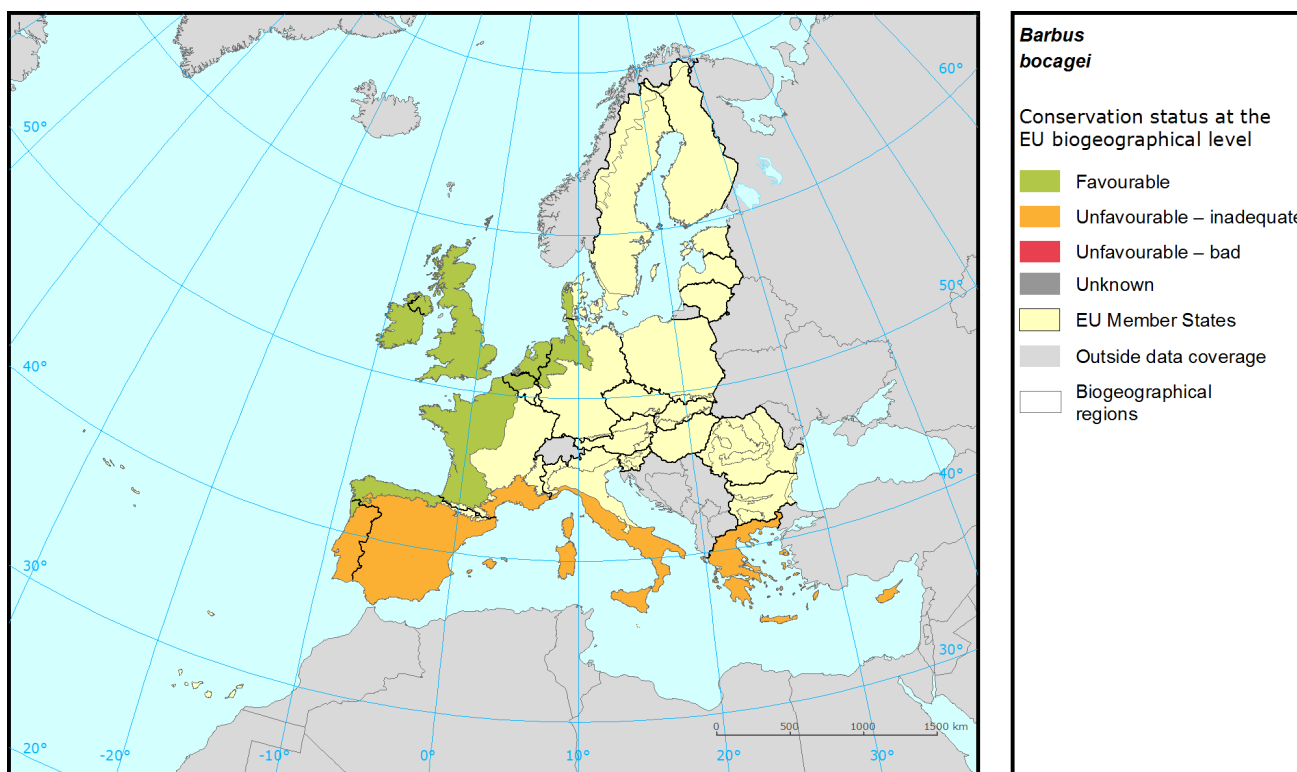 Barbus
bocagei
Conservation status at the
EU biogeographical level
Favourable
Unfavourable – inadequate
Unfavourable – bad
Unknown
EU Member States
Outside data coverage
Biogeographical
regions
60°
50°
50°
40°
40°
30°
30°
20°
-20°
-10°
0°
10°
20°
30°
0 500 1000 1500 km